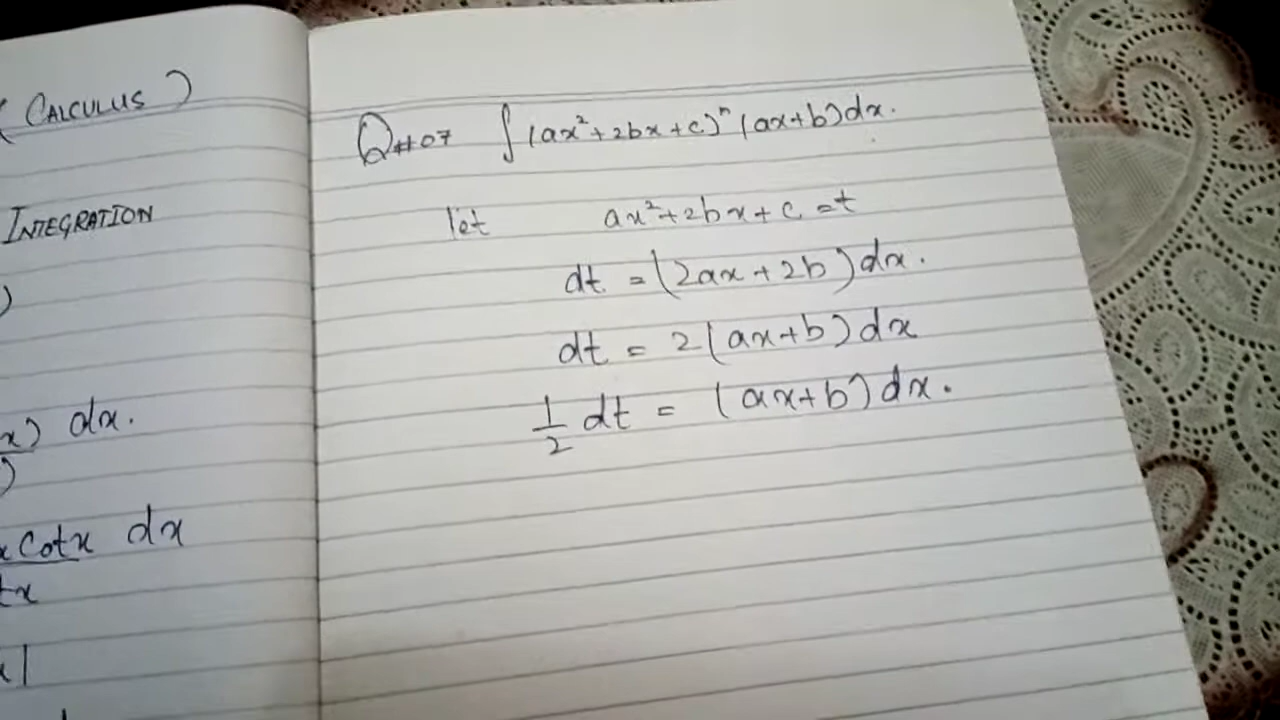 ( CALCULUS )
INTEGRATION
)
x) dx.
)
x Cotx dx
tx
x|
Q#07 ∫(ax²+2bx+c)ⁿ(ax+b)dx.
let ax²+2bx+c=t
dt = (2ax+2b)dx.
dt = 2(ax+b)dx
1/2 dt = (ax+b)dx.